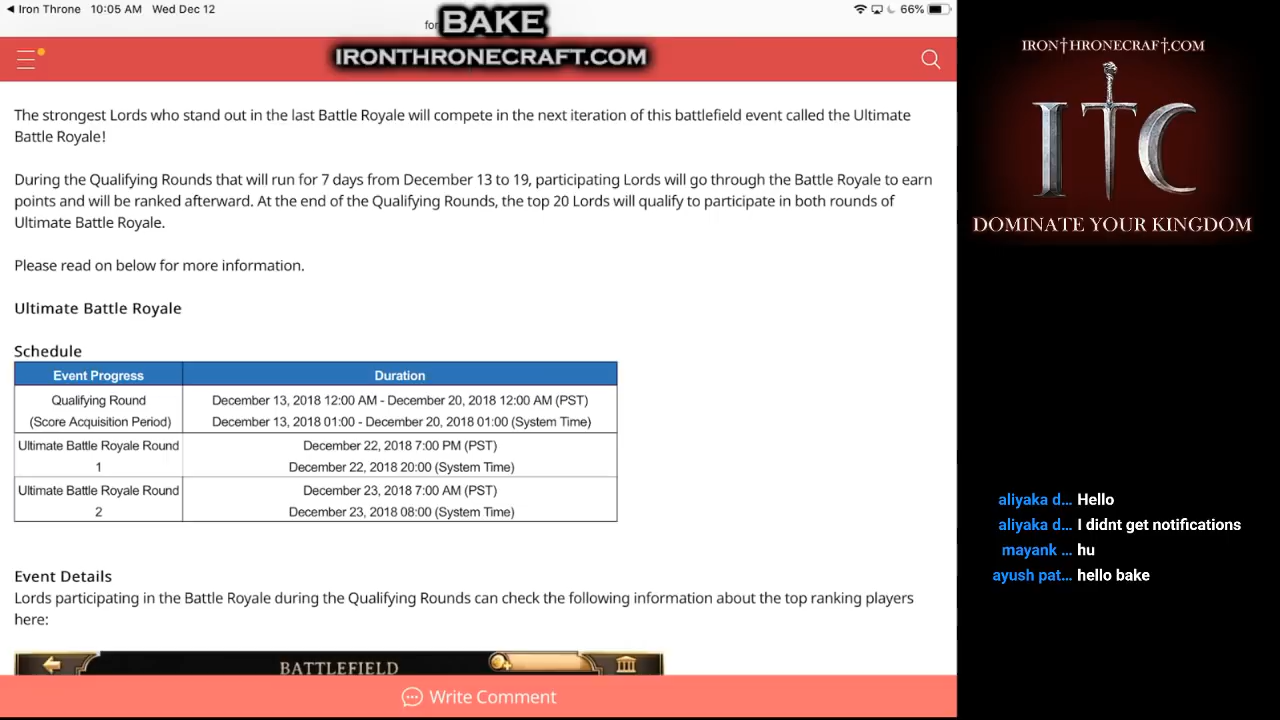 Iron Throne 10:05 AM Wed Dec 12 66%
for
BAKE
IRONTHRONECRAFT.COM
The strongest Lords who stand out in the last Battle Royale will compete in the next iteration of this battlefield event called the Ultimate
Battle Royale!
During the Qualifying Rounds that will run for 7 days from December 13 to 19, participating Lords will go through the Battle Royale to earn
points and will be ranked afterward. At the end of the Qualifying Rounds, the top 20 Lords will qualify to participate in both rounds of
Ultimate Battle Royale.
Please read on below for more information.
Ultimate Battle Royale
Schedule
Event Progress Duration
Qualifying Round December 13, 2018 12:00 AM - December 20, 2018 12:00 AM (PST)
(Score Acquisition Period) December 13, 2018 01:00 - December 20, 2018 01:00 (System Time)
Ultimate Battle Royale Round December 22, 2018 7:00 PM (PST)
1 December 22, 2018 20:00 (System Time)
Ultimate Battle Royale Round December 23, 2018 7:00 AM (PST)
2 December 23, 2018 08:00 (System Time)
Event Details
Lords participating in the Battle Royale during the Qualifying Rounds can check the following information about the top ranking players
here:
BATTLEFIELD
Write Comment
IRON†HRONECRAF†.COM
ITC
DOMINATE YOUR KINGDOM
aliyaka d... Hello
aliyaka d... I didnt get notifications
mayank ... hu
ayush pat... hello bake